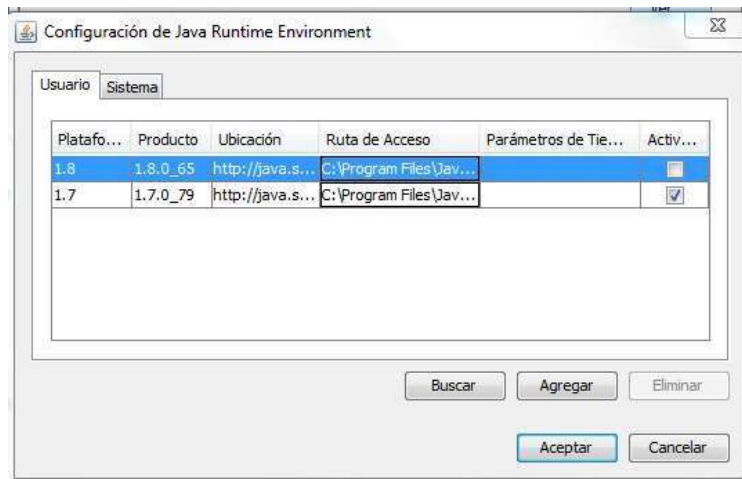 Configuración de Java Runtime Environment
Usuario Sistema
Platafo... Producto Ubicación Ruta de Acceso Parámetros de Tie... Activ...
1.8 1.8.0_65 http://java.s... C:\Program Files\Jav...
1.7 1.7.0_79 http://java.s... C:\Program Files\Jav...
Buscar Agregar Eliminar
Aceptar Cancelar